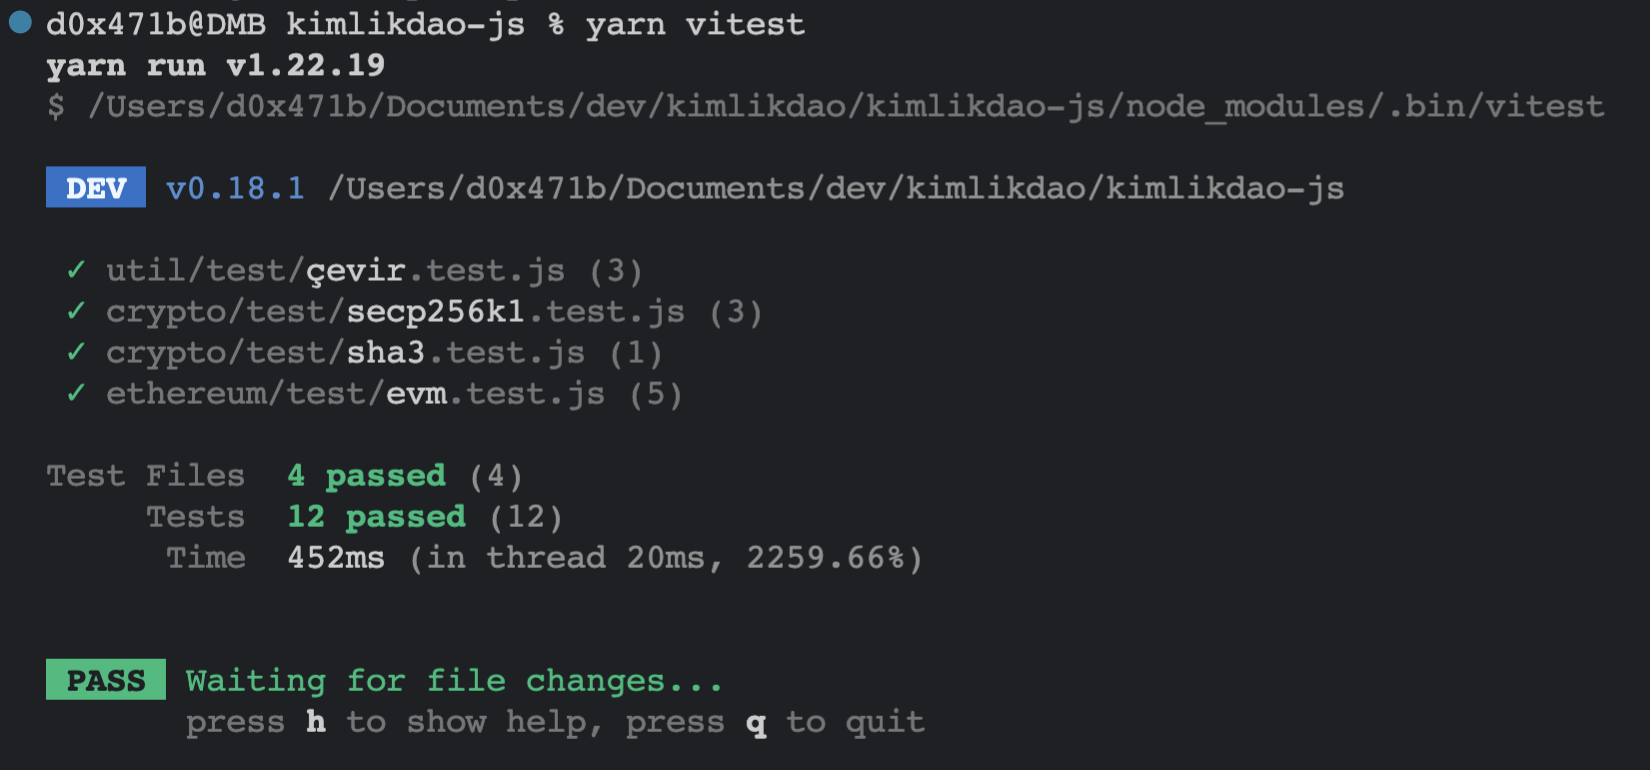 d0x471b@DMB kimlikdao-js % yarn vitest
yarn run v1.22.19
$ /Users/d0x471b/Documents/dev/kimlikdao/kimlikdao-js/node_modules/.bin/vitest
DEV v0.18.1 /Users/d0x471b/Documents/dev/kimlikdao/kimlikdao-js
✓ util/test/çevir.test.js (3)
✓ crypto/test/secp256k1.test.js (3)
✓ crypto/test/sha3.test.js (1)
✓ ethereum/test/evm.test.js (5)
Test Files 4 passed (4)
Tests 12 passed (12)
Time 452ms (in thread 20ms, 2259.66%)
PASS Waiting for file changes...
press h to show help, press q to quit